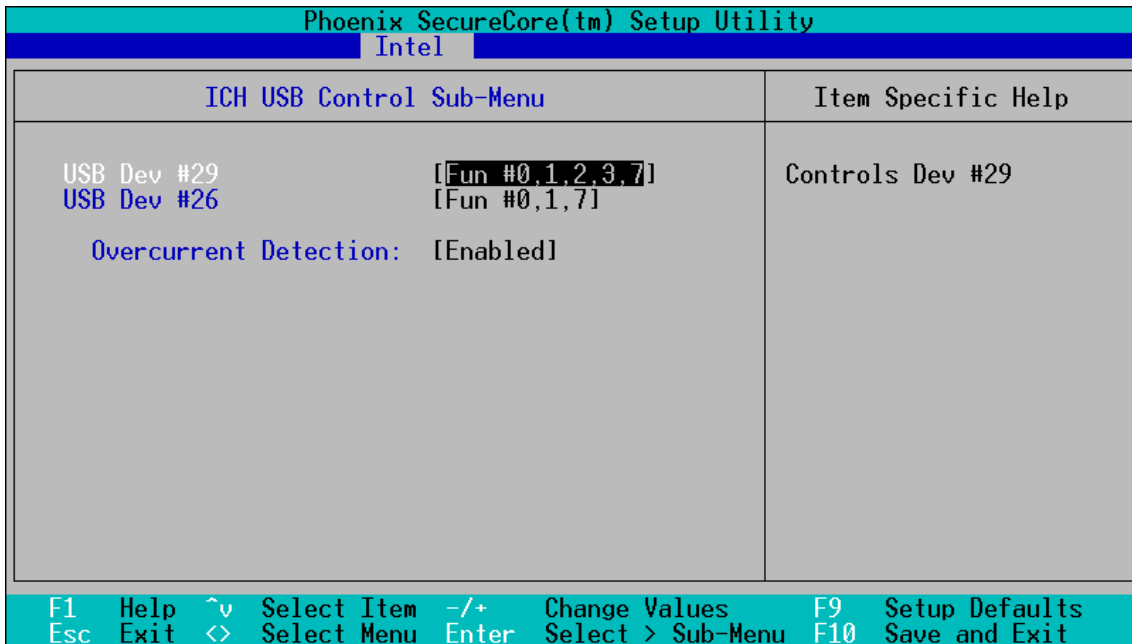 Phoenix SecureCore(tm) Setup Utility
Intel
ICH USB Control Sub-Menu
Item Specific Help
USB Dev #29 [Fun #0,1,2,3,7] Controls Dev #29
USB Dev #26 [Fun #0,1,7]
Overcurrent Detection: [Enabled]
F1 Help ^v Select Item -/+ Change Values F9 Setup Defaults
Esc Exit <> Select Menu Enter Select > Sub-Menu F10 Save and Exit